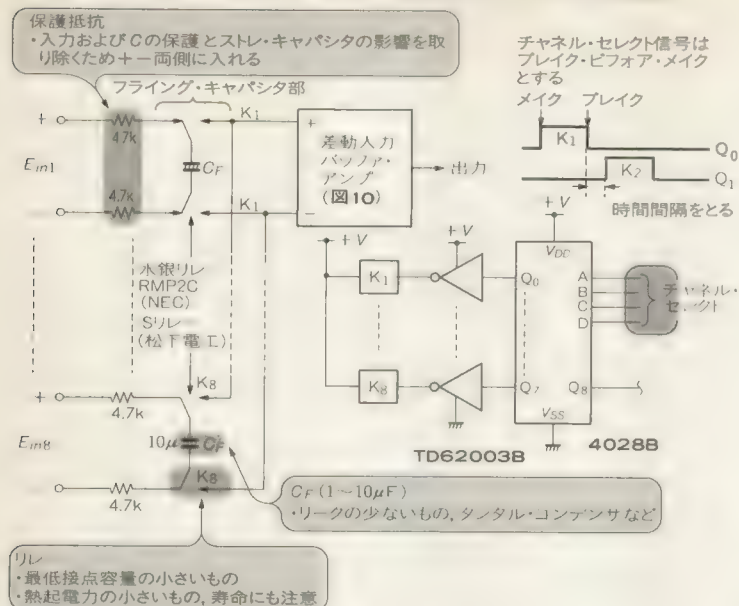 保護抵抗
・入力およびCの保護とストレ・キャパシタの影響を取
り除くため＋－両側に入れる
フライング・キャパシタ部
チャネル・セレクト信号は
ブレイク・ビフォア・メイク
とする
メイク ブレイク
K1
Q0
K2
Q1
時間間隔をとる
+
4.7k
K1
Ein1
CF
4.7k
K1
+
差動入力
バッファ・
アンプ
(図10)
−
出力
水銀リレ
RMP2C
(NEC)
Sリレー
(松下電工)
+V
+V
+V
VDD
K1
Q0
A
B
C
D
チャネル・
セレクト
K8
Q7
Q8
VSS
TD62003B
4028B
+
4.7k
K8
Ein8
10μ
CF
K8
4.7k
CF(1〜10μF)
・リークの少ないもの,タンタル・コンデンサなど
リレ
・最低接点容量の小さいもの
・熱起電力の小さいもの,寿命にも注意